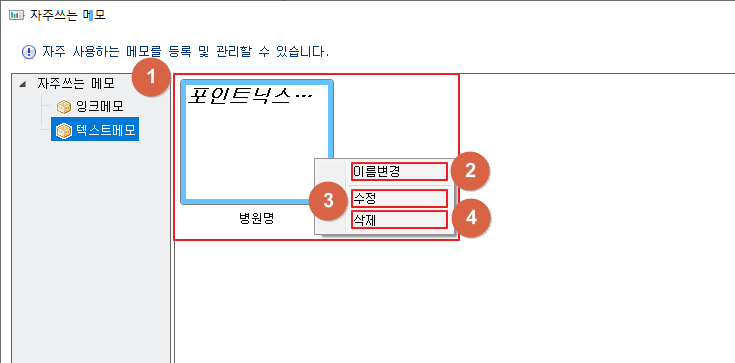 자주쓰는 메모
자주 사용하는 메모를 등록 및 관리할 수 있습니다.
자주쓰는 메모
잉크메모
텍스트메모
1
포인트닉스…
병원명
이름변경
2
3
수정
삭제
4